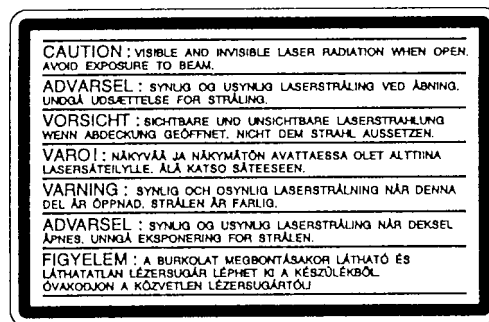 CAUTION : VISIBLE AND INVISIBLE LASER RADIATION WHEN OPEN.
AVOID EXPOSURE TO BEAM.
ADVARSEL : SYNLIG OG USYNLIG LASERSTRÅLING VED ÅBNING.
UNDGÅ UDSÆTTELSE FOR STRÅLING.
VORSICHT : SICHTBARE UND UNSICHTBARE LASERSTRAHLUNG
WENN ABDECKUNG GEÖFFNET. NICHT DEM STRAHL AUSSETZEN.
VARO! : NÄKYVÄÄ JA NÄKYMÄTÖN AVATTAESSA OLET ALTTIINA
LASERSÄTEILYLLE. ÄLÄ KATSO SÄTEESEEN.
VARNING : SYNLIG OCH OSYNLIG LASERSTRÅLNING NÄR DENNA
DEL ÄR ÖPPNAD. STRÅLEN ÄR FARLIG.
ADVARSEL : SYNLIG OG USYNLIG LASERSTRÅLING NÅR DEKSEL
ÅPNES. UNNGÅ EKSPONERING FOR STRÅLEN.
FIGYELEM : A BURKOLAT MEGBONTÁSAKOR LÁTHATÓ ÉS
LÁTHATATLAN LÉZERSUGÁR LÉPHET KI A KÉSZÜLÉKBŐL.
ÓVAKODJON A KÖZVETLEN LÉZERSUGÁRTÓL!